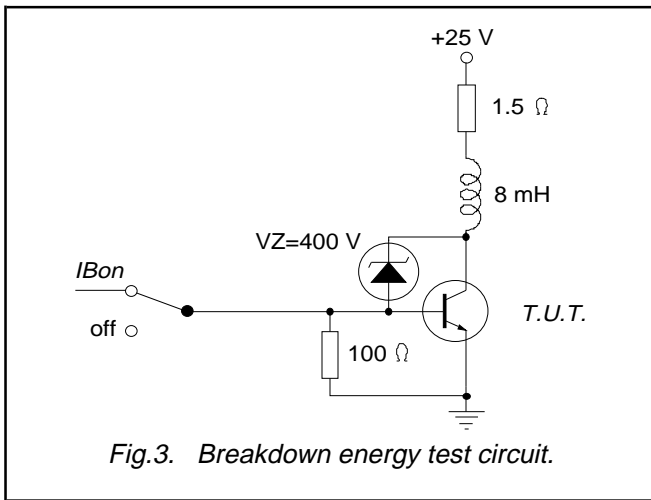 +25 V
1.5 Ω
8 mH
VZ=400 V
IBon
T.U.T.
off
100 Ω
Fig.3. Breakdown energy test circuit.